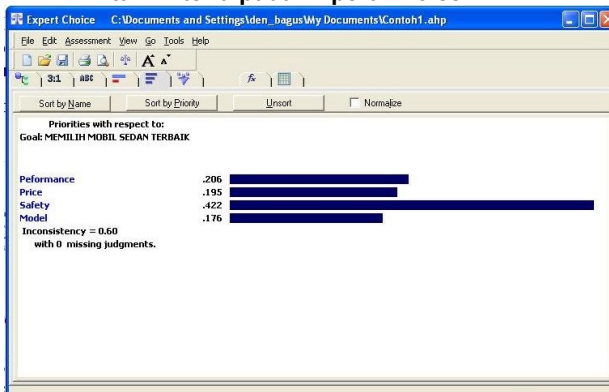 Expert Choice C:\Documents and Settings\den_bagus\My Documents\Contoh1.ahp
File Edit Assessment View Go Tools Help
A A
3:1 ABC fx
Sort by Name Sort by Priority Unsort Normalize
Priorities with respect to:
Goal: MEMILIH MOBIL SEDAN TERBAIK
Peformance .206
Price .195
Safety .422
Model .176
Inconsistency = 0.60
with 0 missing judgments.